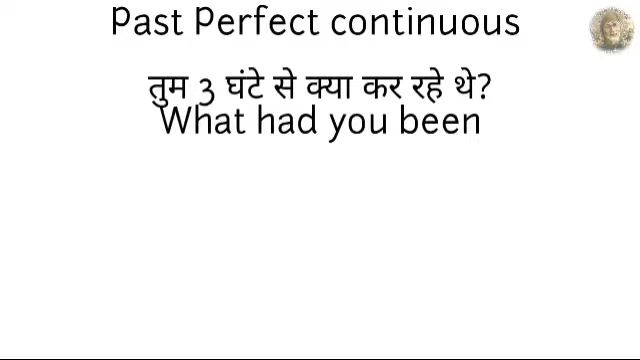 Past Perfect continuous
तुम 3 घंटे से क्या कर रहे थे?
What had you been